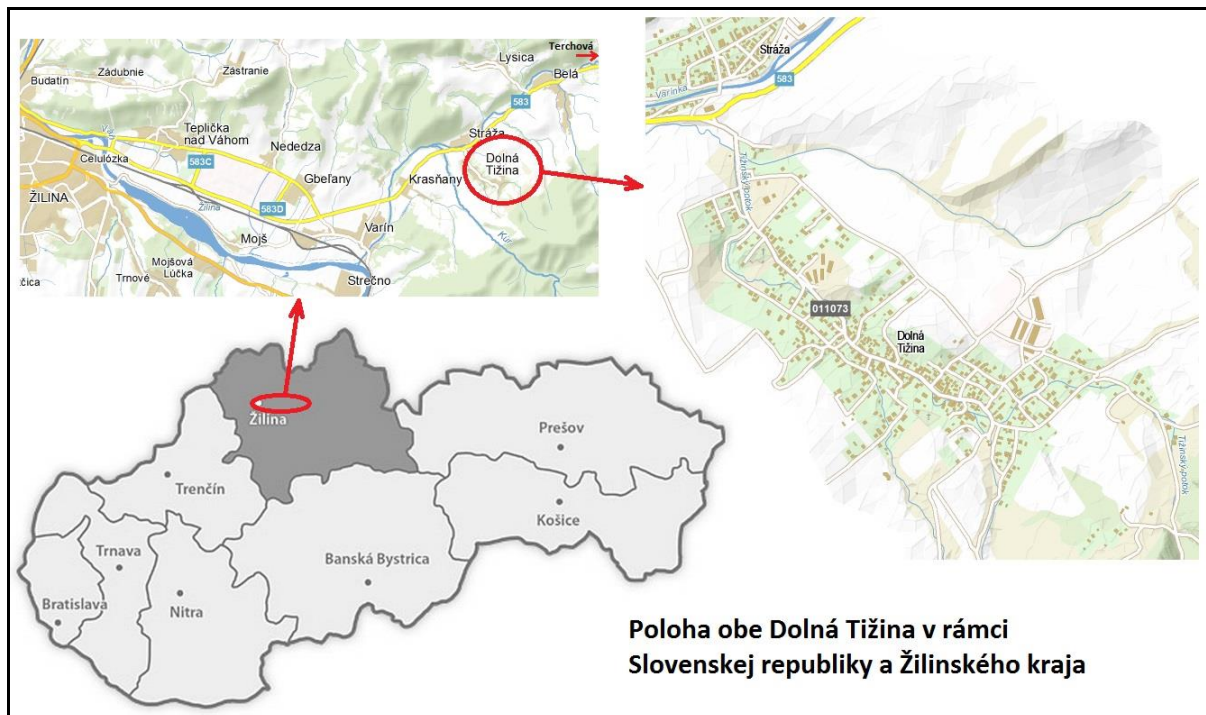 Terchová
Lysica
Belá
Zádubnie
Zástranie
Budatín
583
Stráža
Teplička
nad Váhom
Nededza
Dolná
Tižina
Celulózka
583C
Gbeľany
Krasňany
ŽILINA
Žilina
583D
Varín
Mojš
Kúr
Mojšová
Lúčka
Trnové
Strečno
čica
Stráža
583
Varínka
Tižinský potok
011073
Dolná
Tižina
Tižinský potok
Žilina
Prešov
Trenčín
Košice
Trnava
Banská Bystrica
Bratislava
Nitra
Poloha obe Dolná Tižina v rámci
Slovenskej republiky a Žilinského kraja